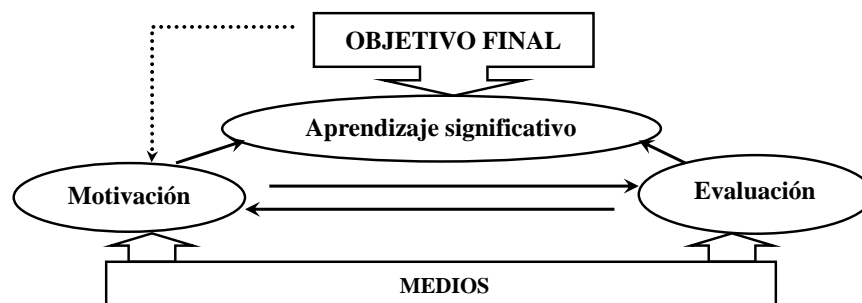 OBJETIVO FINAL
Aprendizaje significativo
Motivación
Evaluación
MEDIOS